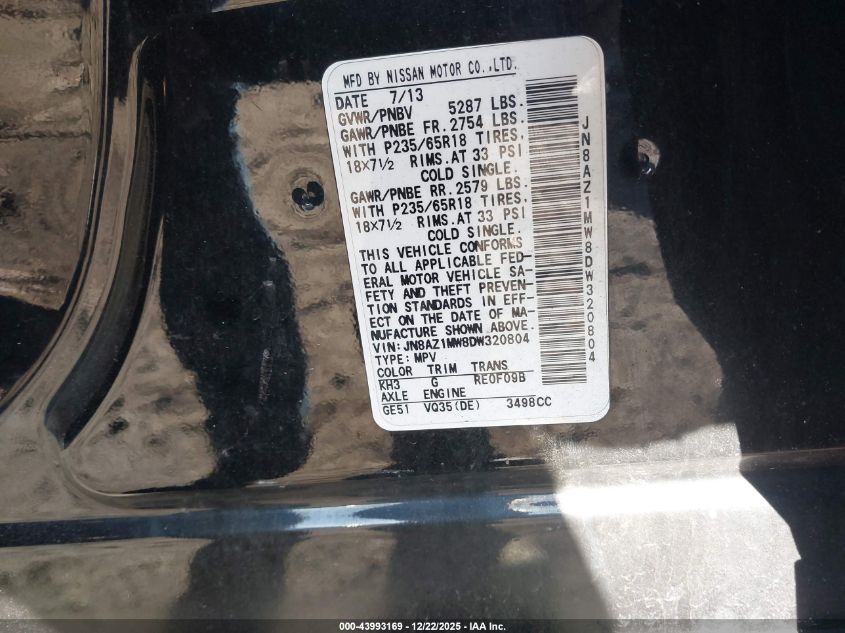 MFD BY NISSAN MOTOR CO.,LTD.
DATE 7/13
GVWR/PNBV 5287 LBS.
GAWR/PNBE FR. 2754 LBS.
WITH P235/65R18 TIRES,
18X7½ RIMS. AT 33 PSI
COLD SINGLE.
GAWR/PNBE RR. 2579 LBS.
WITH P235/65R18 TIRES,
18X7½ RIMS. AT 33 PSI
COLD SINGLE.
THIS VEHICLE CONFORMS
TO ALL APPLICABLE FED-
ERAL MOTOR VEHICLE SA-
FETY AND THEFT PREVEN-
TION STANDARDS IN EFF-
ECT ON THE DATE OF MA-
NUFACTURE SHOWN ABOVE.
VIN: JN8AZ1MW8DW320804
TYPE: MPV
COLOR TRIM TRANS
KH3 G RE0F09B
AXLE ENGINE
GE51 VQ35(DE) 3498CC
JN8AZ1MW8DW320804
000-43993169 - 12/22/2025 - IAA Inc.